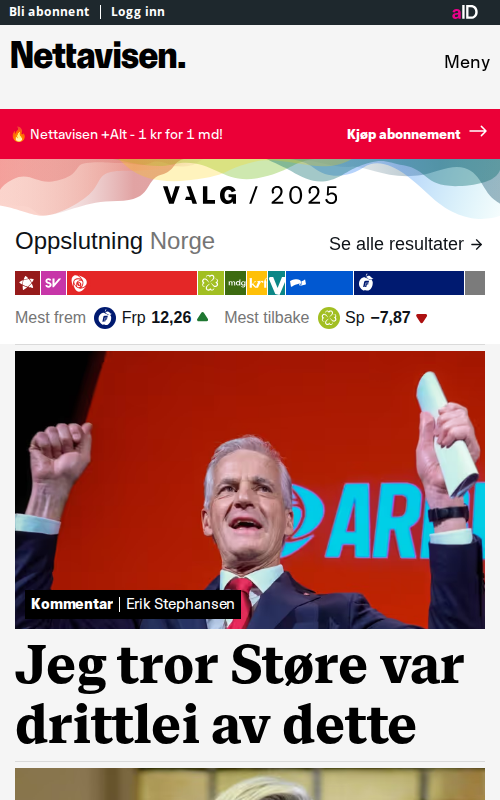 Bli abonnent | Logg inn
aID
Nettavisen.
Meny
🔥 Nettavisen +Alt - 1 kr for 1 md!
Kjøp abonnement →
VALG / 2025
Oppslutning Norge
Se alle resultater →
SV mdg krf V
Mest frem Frp 12,26 ▲ Mest tilbake Sp −7,87 ▼
AR
Kommentar | Erik Stephansen
Jeg tror Støre var
drittlei av dette